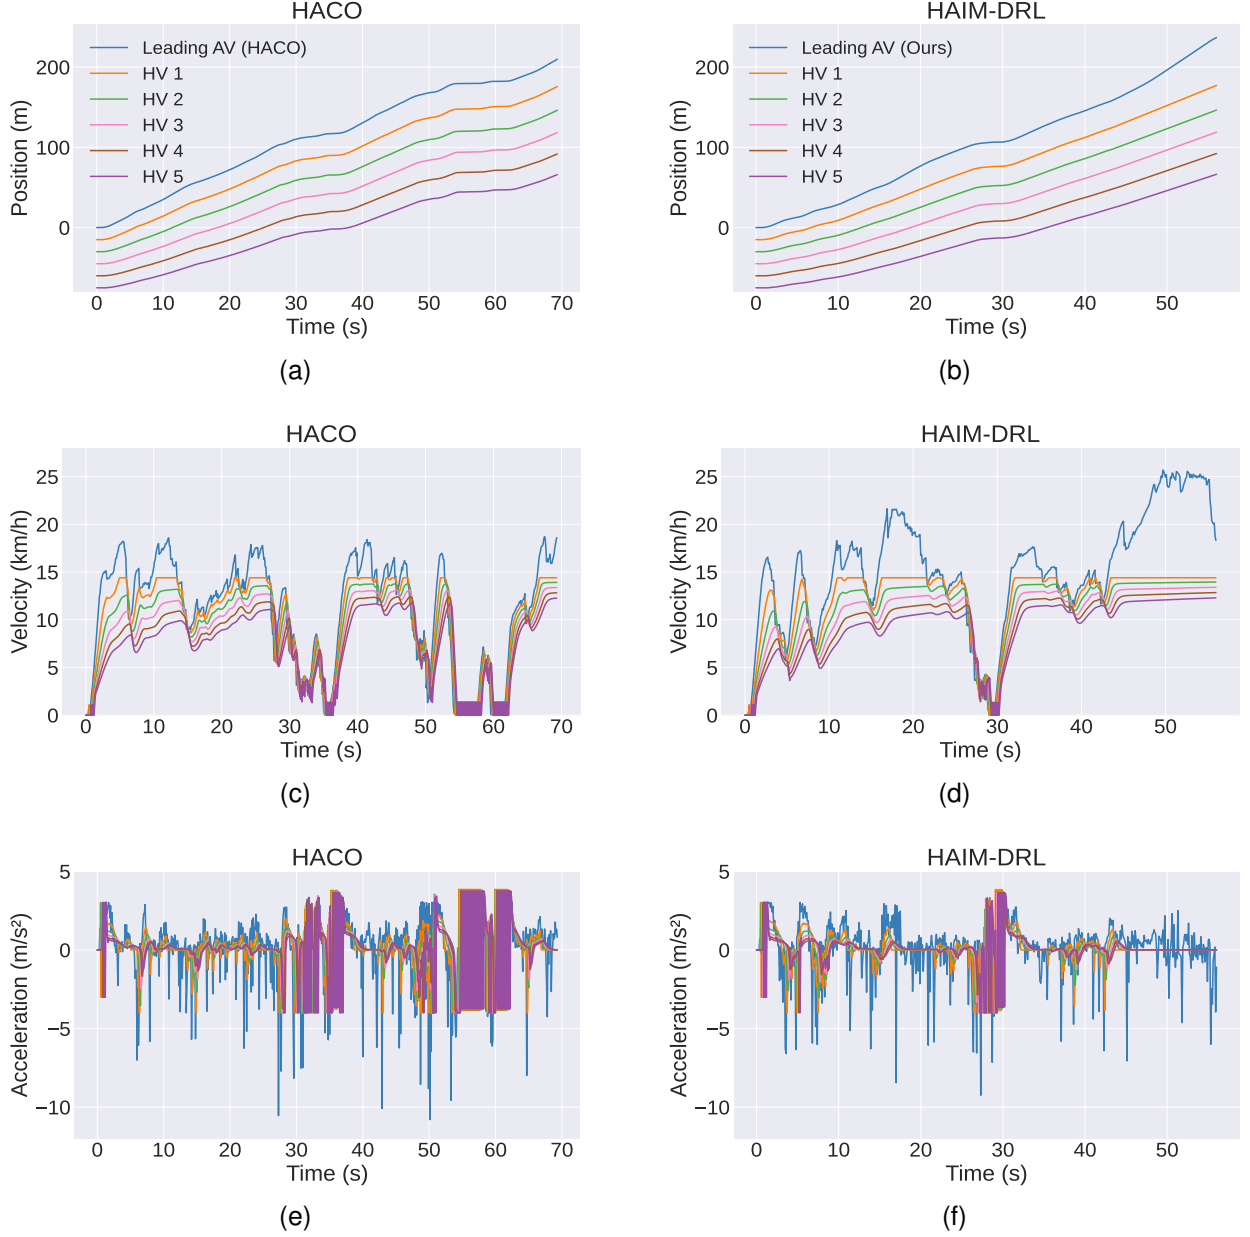 HACO
Position (m)
200
100
0
Leading AV (HACO)
HV 1
HV 2
HV 3
HV 4
HV 5
0 10 20 30 40 50 60 70
Time (s)
(a)
HAIM-DRL
Position (m)
200
100
0
Leading AV (Ours)
HV 1
HV 2
HV 3
HV 4
HV 5
0 10 20 30 40 50
Time (s)
(b)
HACO
Velocity (km/h)
25
20
15
10
5
0
0 10 20 30 40 50 60 70
Time (s)
(c)
HAIM-DRL
Velocity (km/h)
25
20
15
10
5
0
0 10 20 30 40 50
Time (s)
(d)
HACO
Acceleration (m/s²)
5
0
−5
−10
0 10 20 30 40 50 60 70
Time (s)
(e)
HAIM-DRL
Acceleration (m/s²)
5
0
−5
−10
0 10 20 30 40 50
Time (s)
(f)